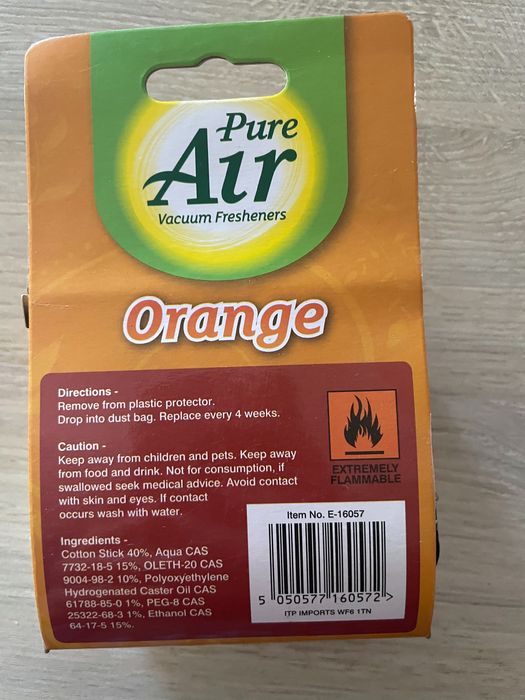 Pure
Air
Vacuum Fresheners
Orange
Directions -
Remove from plastic protector.
Drop into dust bag. Replace every 4 weeks.
Caution -
Keep away from children and pets. Keep away
from food and drink. Not for consumption, if
swallowed seek medical advice. Avoid contact
with skin and eyes. If contact
occurs wash with water.
EXTREMELY
FLAMMABLE
Ingredients -
Cotton Stick 40%, Aqua CAS
7732-18-5 15%, OLETH-20 CAS
9004-98-2 10%, Polyoxyethylene
Hydrogenated Caster Oil CAS
61788-85-0 1%, PEG-8 CAS
25322-68-3 1%, Ethanol CAS
64-17-5 15%.
Item No. E-16057
5 050577 160572 >
ITP IMPORTS WF6 1TN